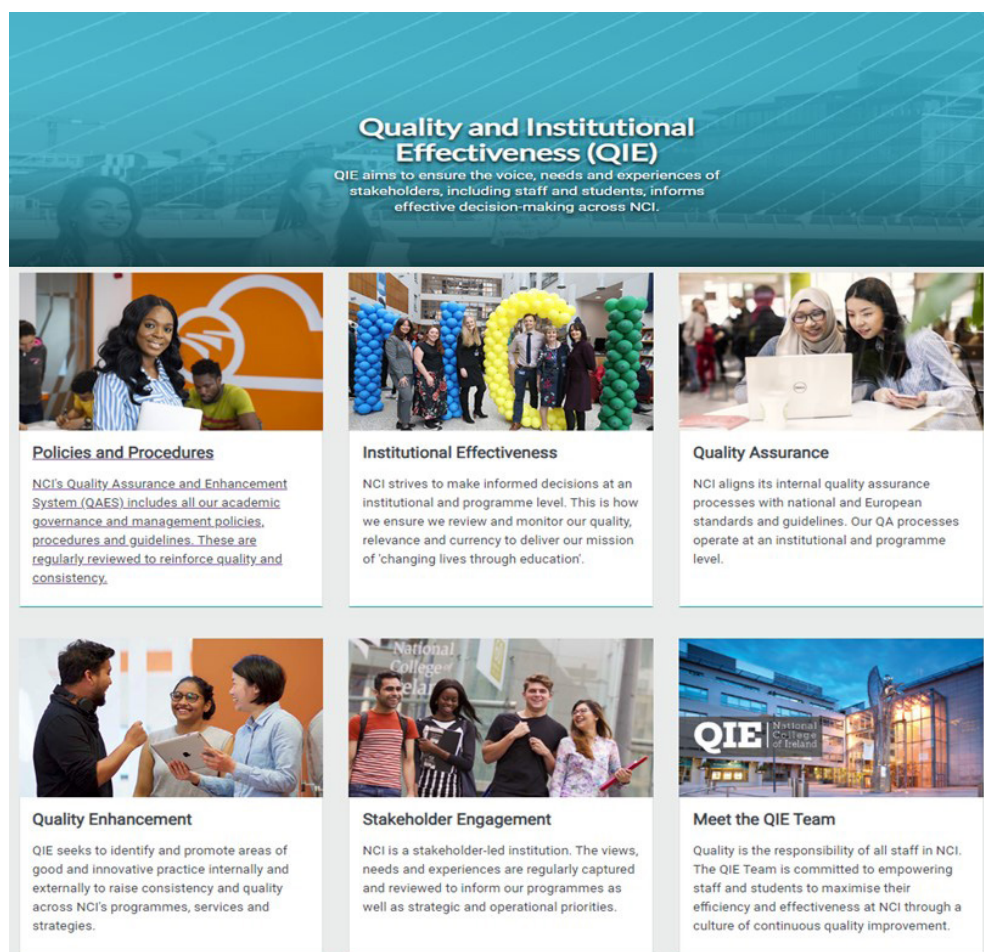 Quality and Institutional
Effectiveness (QIE)
QIE aims to ensure the voice, needs and experiences of
stakeholders, including staff and students, informs
effective decision-making across NCI.
Policies and Procedures
NCI's Quality Assurance and Enhancement
System (QAES) includes all our academic
governance and management policies,
procedures and guidelines. These are
regularly reviewed to reinforce quality and
consistency.
Institutional Effectiveness
NCI strives to make informed decisions at an
institutional and programme level. This is how
we ensure we review and monitor our quality,
relevance and currency to deliver our mission
of 'changing lives through education'.
DELL
Quality Assurance
NCI aligns its internal quality assurance
processes with national and European
standards and guidelines. Our QA processes
operate at an institutional and programme
level.
Quality Enhancement
QIE seeks to identify and promote areas of
good and innovative practice internally and
externally to raise consistency and quality
across NCI's programmes, services and
strategies.
National
College of
Stakeholder Engagement
NCI is a stakeholder-led institution. The views,
needs and experiences are regularly captured
and reviewed to inform our programmes as
well as strategic and operational priorities.
QIE
National
College
of Ireland
Meet the QIE Team
Quality is the responsibility of all staff in NCI.
The QIE Team is committed to empowering
staff and students to maximise their
efficiency and effectiveness at NCI through a
culture of continuous quality improvement.